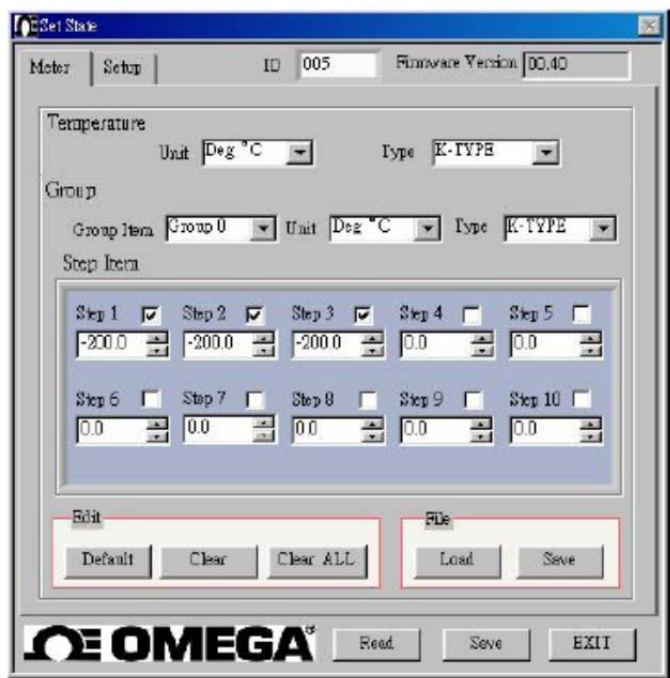 Set State
Meter Setup ID 005 Firmware Version 00.40
Temperature
Unit Deg °C Type K-TYPE
Group
Group Item Group 0 Unit Deg °C Type K-TYPE
Step Item
Step 1 Step 2 Step 3 Step 4 Step 5
-200.0 -200.0 -200.0 0.0 0.0
Step 6 Step 7 Step 8 Step 9 Step 10
0.0 0.0 0.0 0.0 0.0
Edit File
Default Clear Clear ALL Load Save
OMEGA® Read Save EXIT